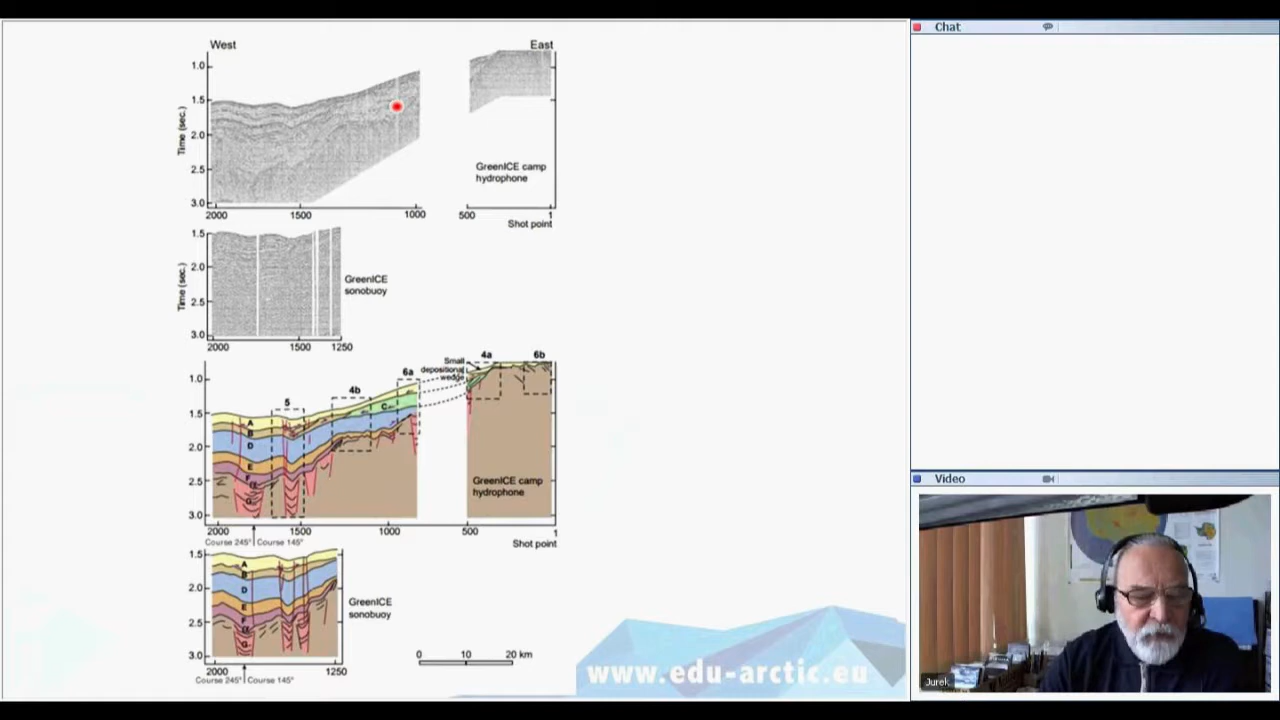 West
East
1.0
1.5
2.0
2.5
3.0
Time (sec.)
GreenICE camp
hydrophone
2000
1500
1000
500
1
Shot point
1.5
2.0
2.5
3.0
Time (sec.)
GreenICE
sonobuoy
2000
1500
1250
Small
depositional
wedge
4a
6b
6a
4b
5
1.0
1.5
2.0
2.5
3.0
A
B
C
D
E
F
G
GreenICE camp
hydrophone
2000
1500
1000
500
1
Course 245° Course 145°
Shot point
1.5
2.0
2.5
3.0
A
B
D
E
F
G
GreenICE
sonobuoy
2000
1250
Course 245° Course 145°
0 10 20 km
www.edu-arctic.eu
Chat
Video
Jurek